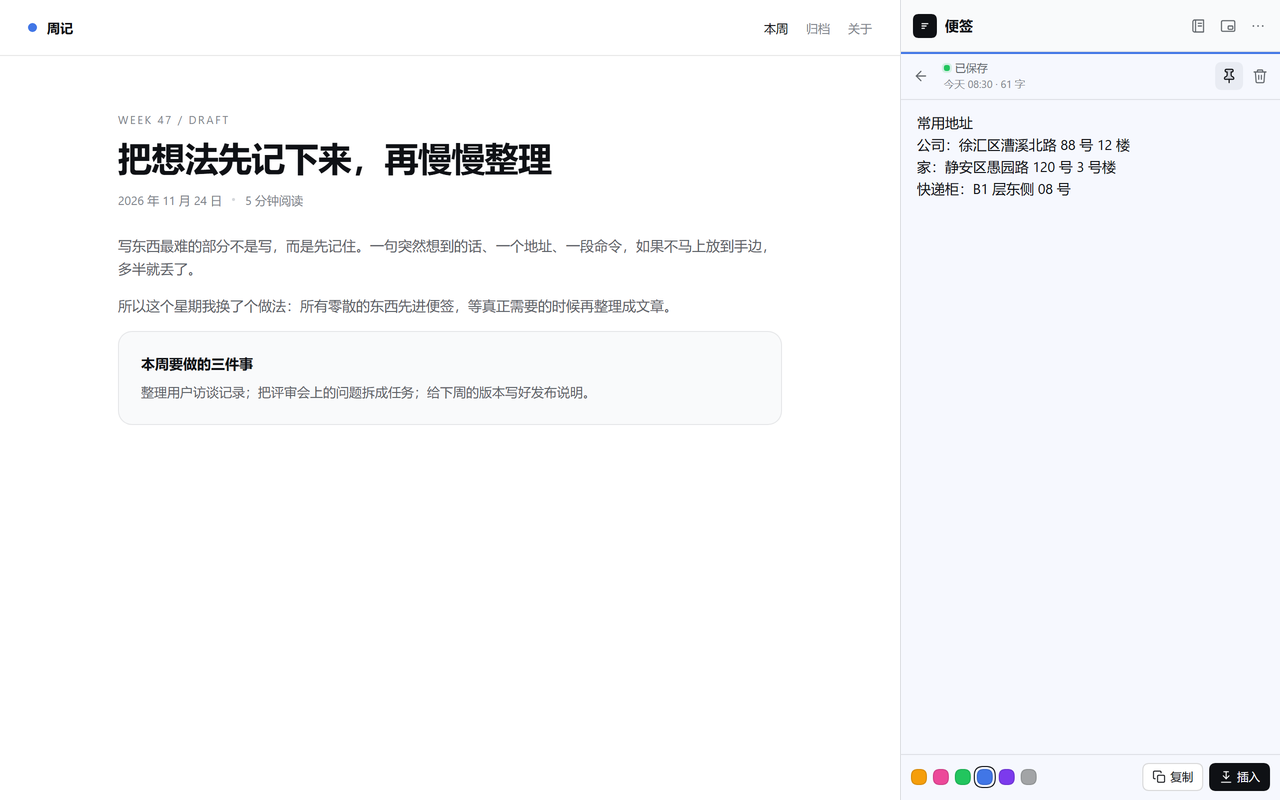 周记
本周 归档 关于
WEEK 47 / DRAFT
把想法先记下来，再慢慢整理
2026 年 11 月 24 日 • 5 分钟阅读
写东西最难的部分不是写，而是先记住。一句突然想到的话、一个地址、一段命令，如果不马上放到手边，
多半就丢了。
所以这个星期我换了个做法：所有零散的东西先进便签，等真正需要的时候再整理成文章。
本周要做的三件事
整理用户访谈记录；把评审会上的问题拆成任务；给下周的版本写好发布说明。
便签
已保存
今天 08:30 · 61 字
常用地址
公司：徐汇区漕溪北路 88 号 12 楼
家：静安区愚园路 120 号 3 号楼
快递柜：B1 层东侧 08 号
复制 插入